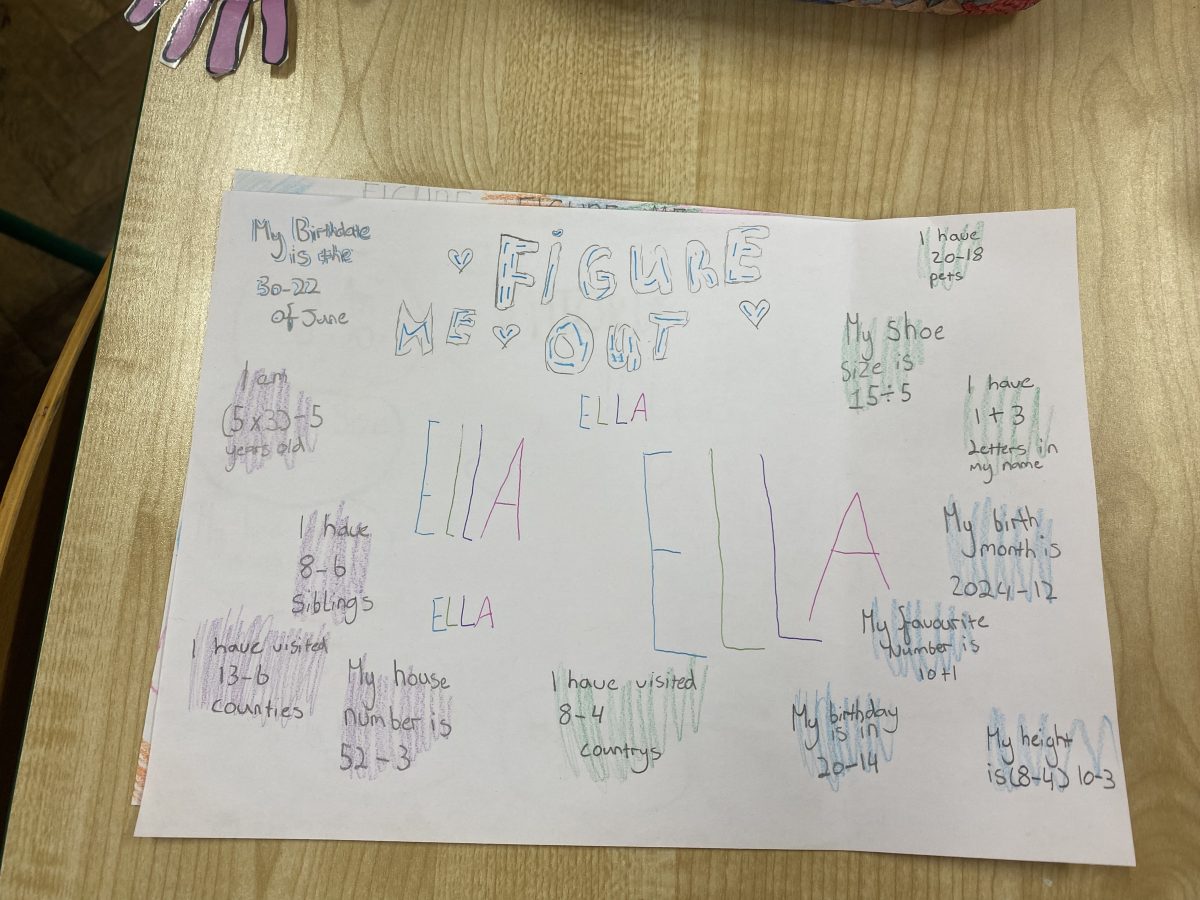 My Birthdate
is the
30-22
of June
FiGURE
ME OUT
ELLA
I have
20-18
pets
My shoe
Size is
15÷5
I am
(5x3)-5
years old
I have
1+3
Letters in
my name
EllA
ELLA
I have
8-6
Siblings
My birth
month is
2024-12
ELLA
My favourite
Number is
10+1
I have visited
13-6
counties
My house
number is
52-3
I have visited
8-4
countrys
My birthday
is in
20-14
My height
is (8-4) 10-3